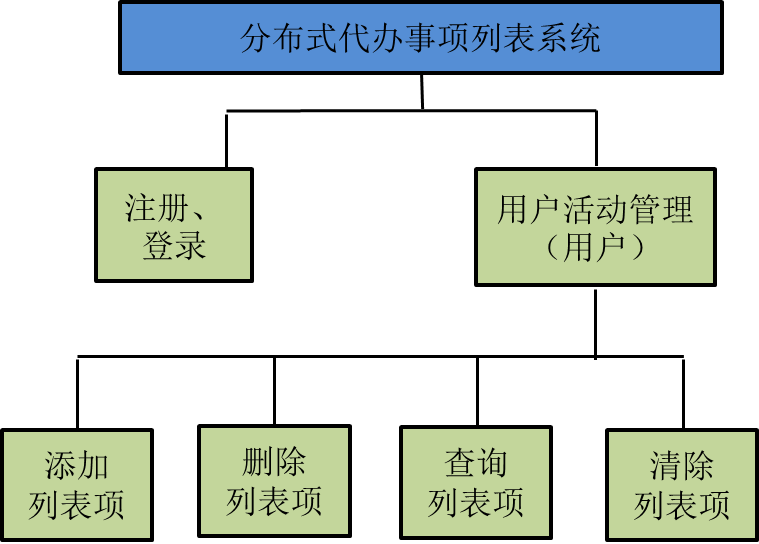 分布式代办事项列表系统
注册、
登录
用户活动管理
（用户）
添加
列表项
删除
列表项
查询
列表项
清除
列表项